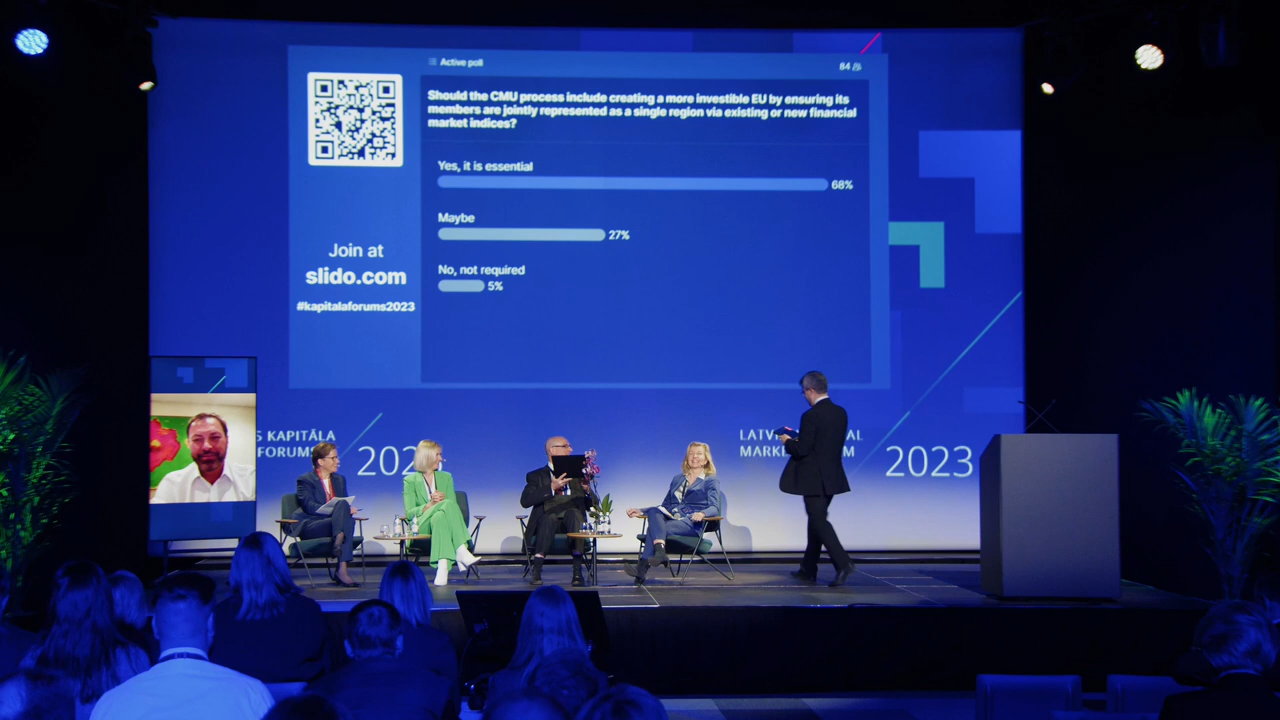 Active poll
84
Should the CMU process include creating a more investible EU by ensuring its
members are jointly represented as a single region via existing or new financial
market indices?
Yes, it is essential
68%
Maybe
27%
No, not required
5%
Join at
slido.com
#kapitalaforums2023
S KAPITĀLA
FORUMS
202
LATV AL
MARK M
2023